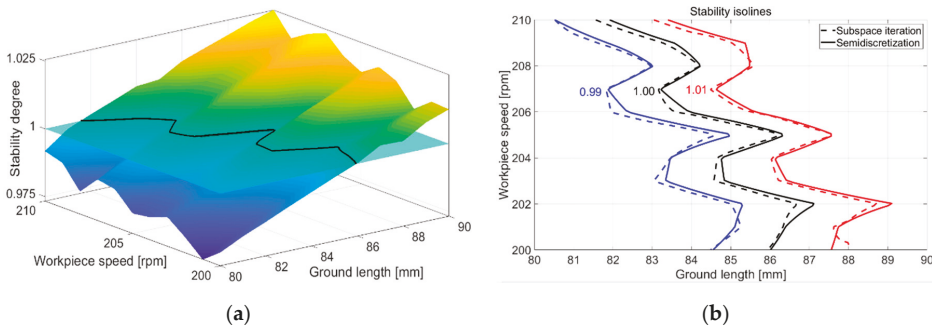 1.025
1
0.975
Stability degree
210
205
200
Workpiece speed [rpm]
80
82
84
86
88
90
Ground length [mm]
(a)
Stability isolines
Subspace iteration
Semidiscretization
210
208
206
204
202
200
Workpiece speed [rpm]
0.99
1.00
1.01
80 81 82 83 84 85 86 87 88 89 90
Ground length [mm]
(b)